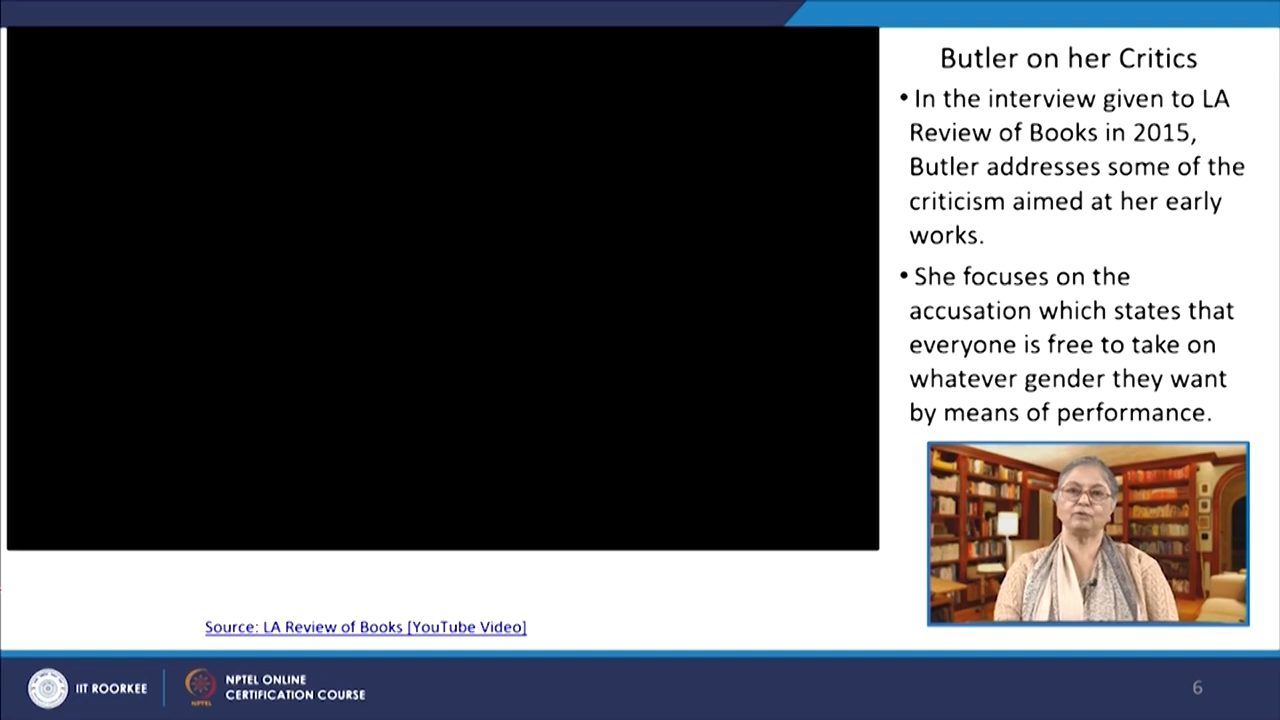 Butler on her Critics
• In the interview given to LA
Review of Books in 2015,
Butler addresses some of the
criticism aimed at her early
works.
• She focuses on the
accusation which states that
everyone is free to take on
whatever gender they want
by means of performance.
Source: LA Review of Books [YouTube Video]
IIT ROORKEE
NPTEL
NPTEL ONLINE
CERTIFICATION COURSE
6